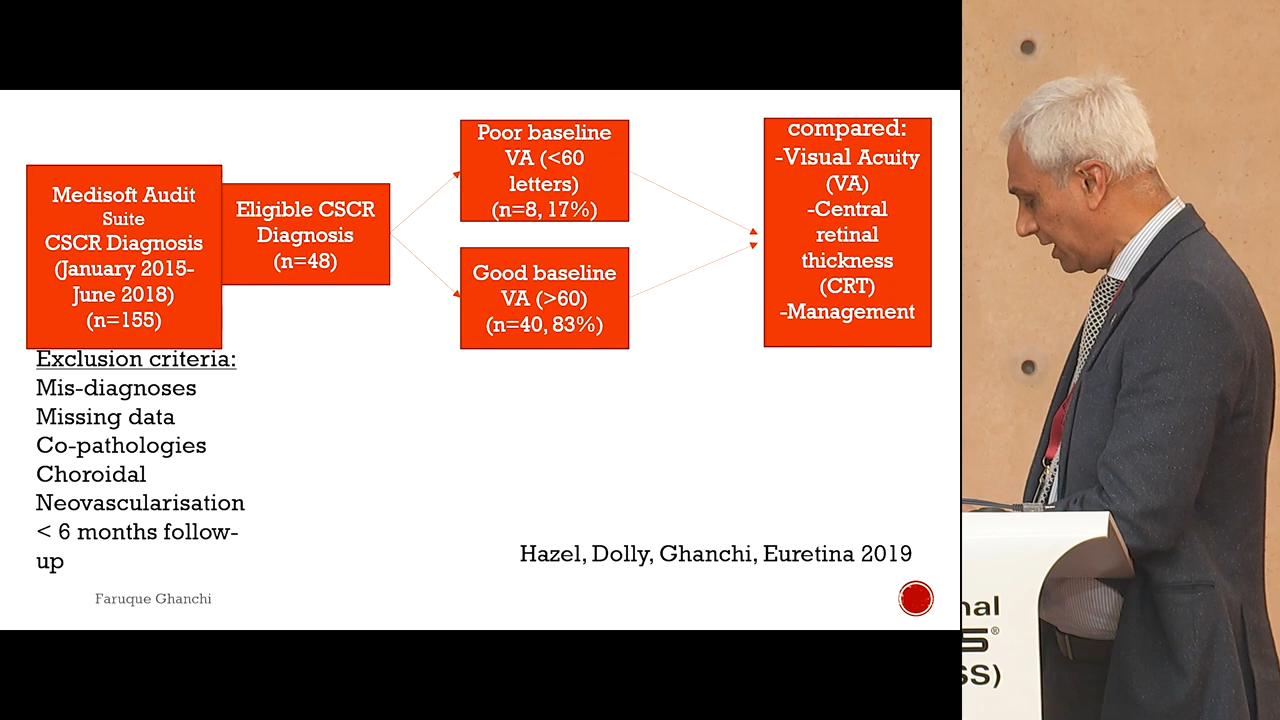 Medisoft Audit
Suite
CSCR Diagnosis
(January 2015-
June 2018)
(n=155)
Eligible CSCR
Diagnosis
(n=48)
Poor baseline
VA (<60
letters)
(n=8, 17%)
Good baseline
VA (>60)
(n=40, 83%)
compared:
-Visual Acuity
(VA)
-Central
retinal
thickness
(CRT)
-Management
Exclusion criteria:
Mis-diagnoses
Missing data
Co-pathologies
Choroidal
Neovascularisation
< 6 months follow-
up
Hazel, Dolly, Ghanchi, Euretina 2019
Faruque Ghanchi
nal
S®
SS)